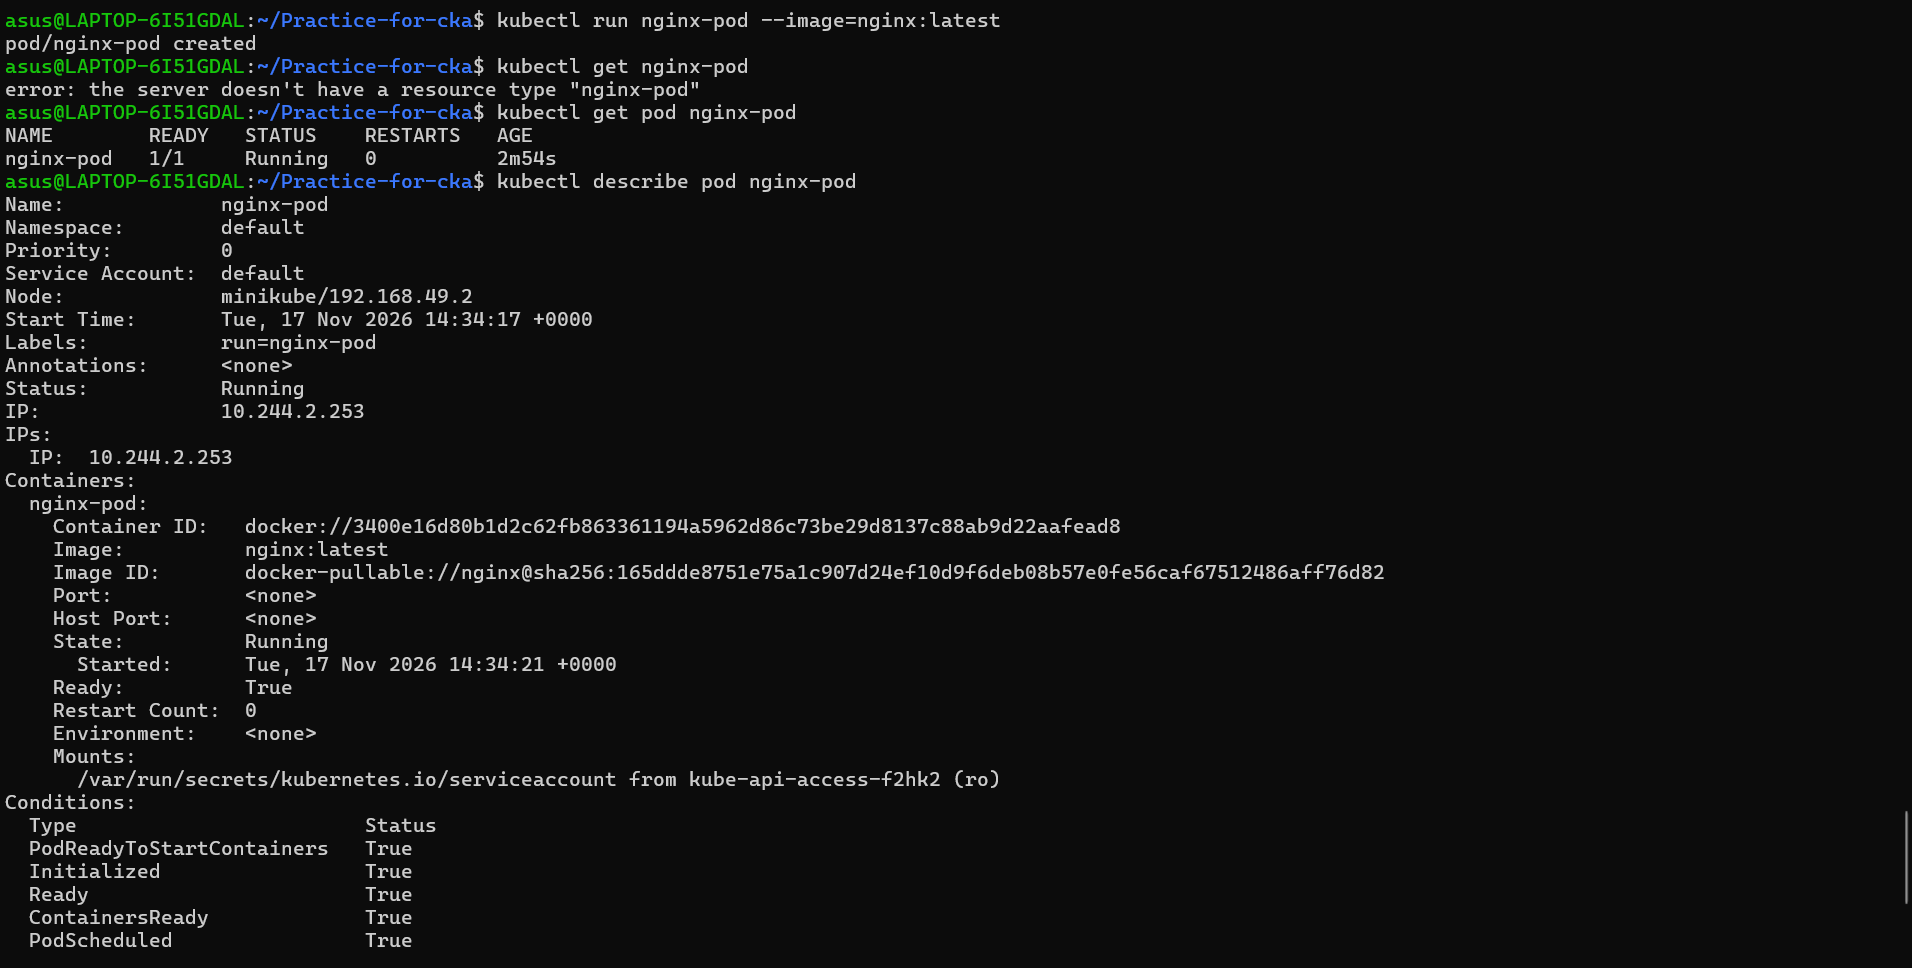 asus@LAPTOP-6I51GDAL:~/Practice-for-cka$ kubectl run nginx-pod --image=nginx:latest
pod/nginx-pod created
asus@LAPTOP-6I51GDAL:~/Practice-for-cka$ kubectl get nginx-pod
error: the server doesn't have a resource type "nginx-pod"
asus@LAPTOP-6I51GDAL:~/Practice-for-cka$ kubectl get pod nginx-pod
NAME        READY   STATUS    RESTARTS   AGE
nginx-pod   1/1     Running   0          2m54s
asus@LAPTOP-6I51GDAL:~/Practice-for-cka$ kubectl describe pod nginx-pod
Name:             nginx-pod
Namespace:        default
Priority:         0
Service Account:  default
Node:             minikube/192.168.49.2
Start Time:       Tue, 17 Nov 2026 14:34:17 +0000
Labels:           run=nginx-pod
Annotations:      <none>
Status:           Running
IP:               10.244.2.253
IPs:
  IP:  10.244.2.253
Containers:
  nginx-pod:
    Container ID:   docker://3400e16d80b1d2c62fb863361194a5962d86c73be29d8137c88ab9d22aafead8
    Image:          nginx:latest
    Image ID:       docker-pullable://nginx@sha256:165ddde8751e75a1c907d24ef10d9f6deb08b57e0fe56caf67512486aff76d82
    Port:           <none>
    Host Port:      <none>
    State:          Running
      Started:      Tue, 17 Nov 2026 14:34:21 +0000
    Ready:          True
    Restart Count:  0
    Environment:    <none>
    Mounts:
      /var/run/secrets/kubernetes.io/serviceaccount from kube-api-access-f2hk2 (ro)
Conditions:
  Type                        Status
  PodReadyToStartContainers   True
  Initialized                 True
  Ready                       True
  ContainersReady             True
  PodScheduled                True